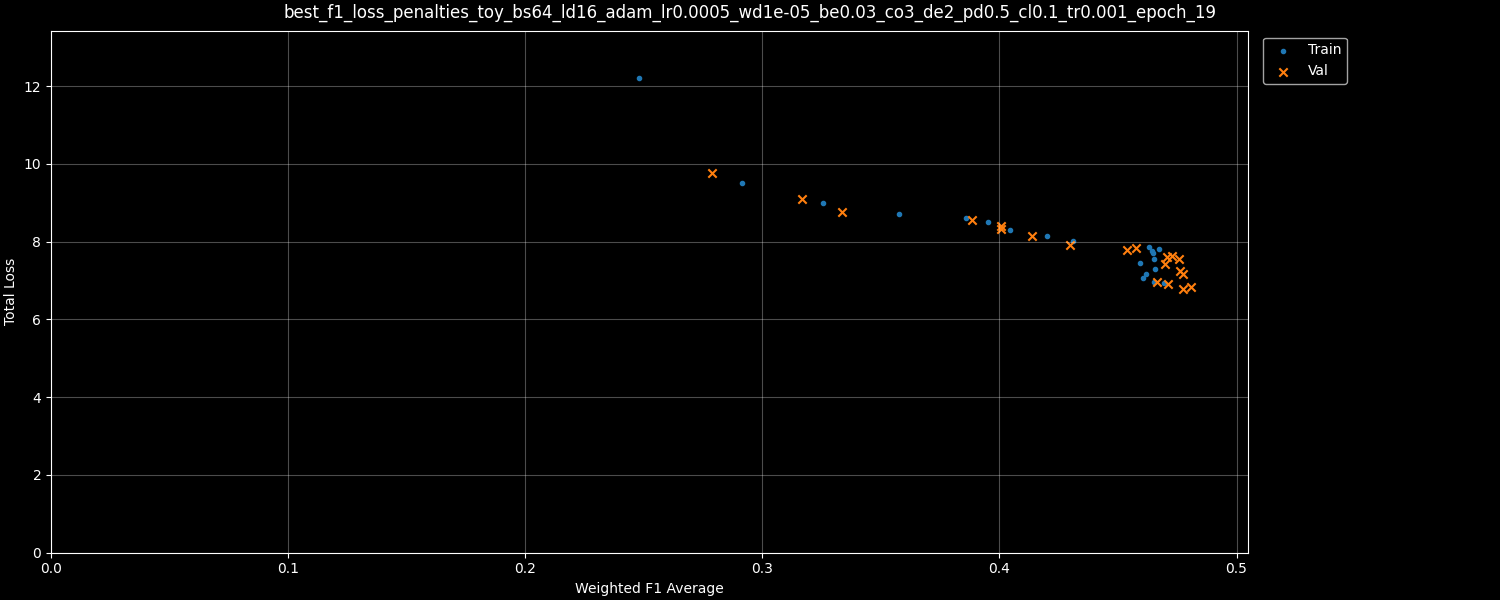 best_f1_loss_penalties_toy_bs64_ld16_adam_lr0.0005_wd1e-05_be0.03_co3_de2_pd0.5_cl0.1_tr0.001_epoch_19
Train
Val
Total Loss
12
10
8
6
4
2
0
0.0 0.1 0.2 0.3 0.4 0.5
Weighted F1 Average